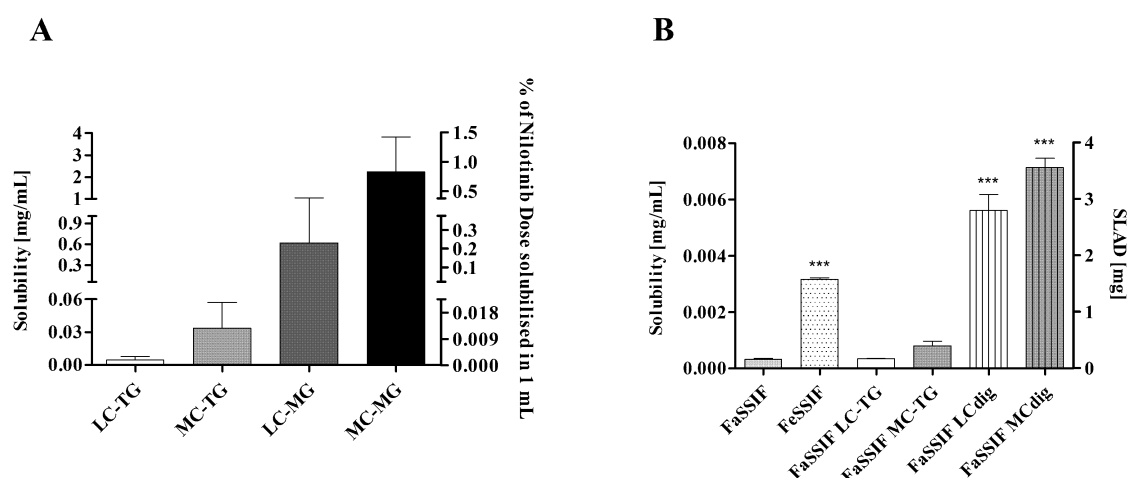 A
Solubility [mg/mL]
4
3
2
1
0.9
0.6
0.3
0.06
0.03
0.00
1.5
1.0
0.5
0.3
0.2
0.1
0.018
0.009
0.000
% of Nilotinib Dose solubilised in 1 mL
LC-TG
MC-TG
LC-MG
MC-MG
B
Solubility [mg/mL]
0.008
0.006
0.004
0.002
0.000
***
***
***
4
3
2
1
0
SLAD [mg]
FaSSIF
FeSSIF
FaSSIF LC-TG
FaSSIF MC-TG
FaSSIF LCdig
FaSSIF MCdig